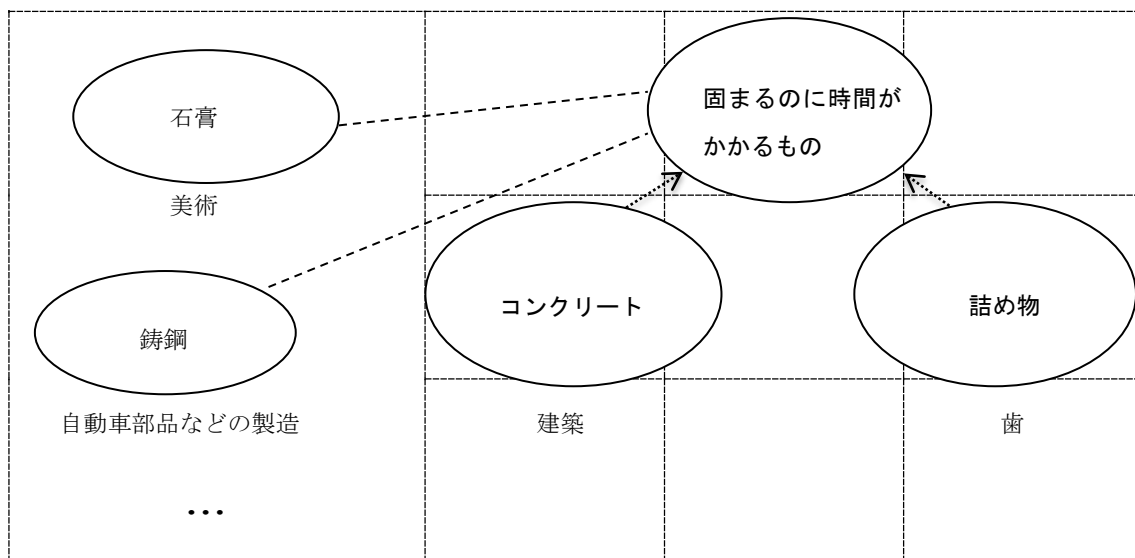 石膏
美術
鋳鋼
自動車部品などの製造
…
固まるのに時間が
かかるもの
コンクリート
建築
詰め物
歯